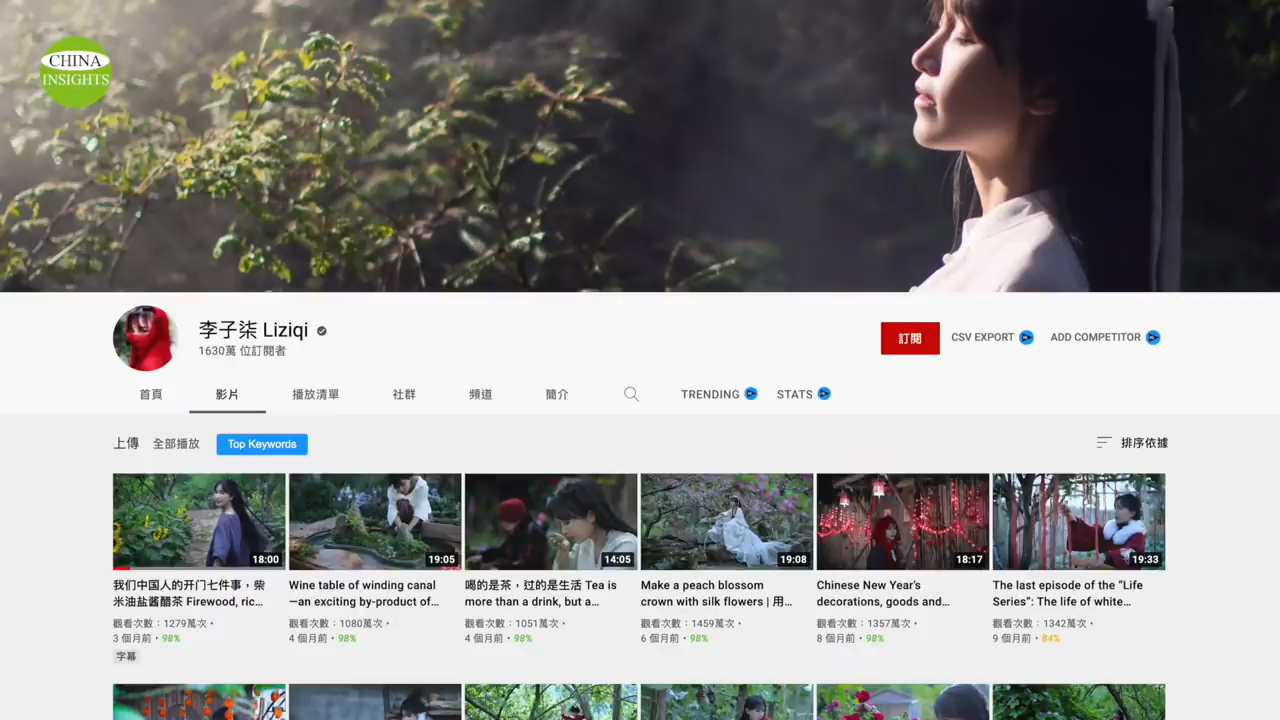 CHINA
INSIGHTS
李子柒 Liziqi
1630萬 位訂閱者
訂閱
CSV EXPORT
ADD COMPETITOR
首頁
影片
播放清單
社群
頻道
簡介
TRENDING
STATS
上傳
全部播放
Top Keywords
排序依據
18:00
19:05
14:05
19:08
18:17
19:33
我们中国人的开门七件事，柴
米油盐酱醋茶 Firewood, ric...
觀看次數：1279萬次・
3 個月前・98%
字幕
Wine table of winding canal
—an exciting by-product of...
觀看次數：1080萬次・
4 個月前・98%
喝的是茶，过的是生活 Tea is
more than a drink, but a...
觀看次數：1051萬次・
4 個月前・98%
Make a peach blossom
crown with silk flowers | 用...
觀看次數：1459萬次・
6 個月前・98%
Chinese New Year's
decorations, goods and...
觀看次數：1357萬次・
8 個月前・98%
The last episode of the “Life
Series”: The life of white...
觀看次數：1342萬次・
9 個月前・84%